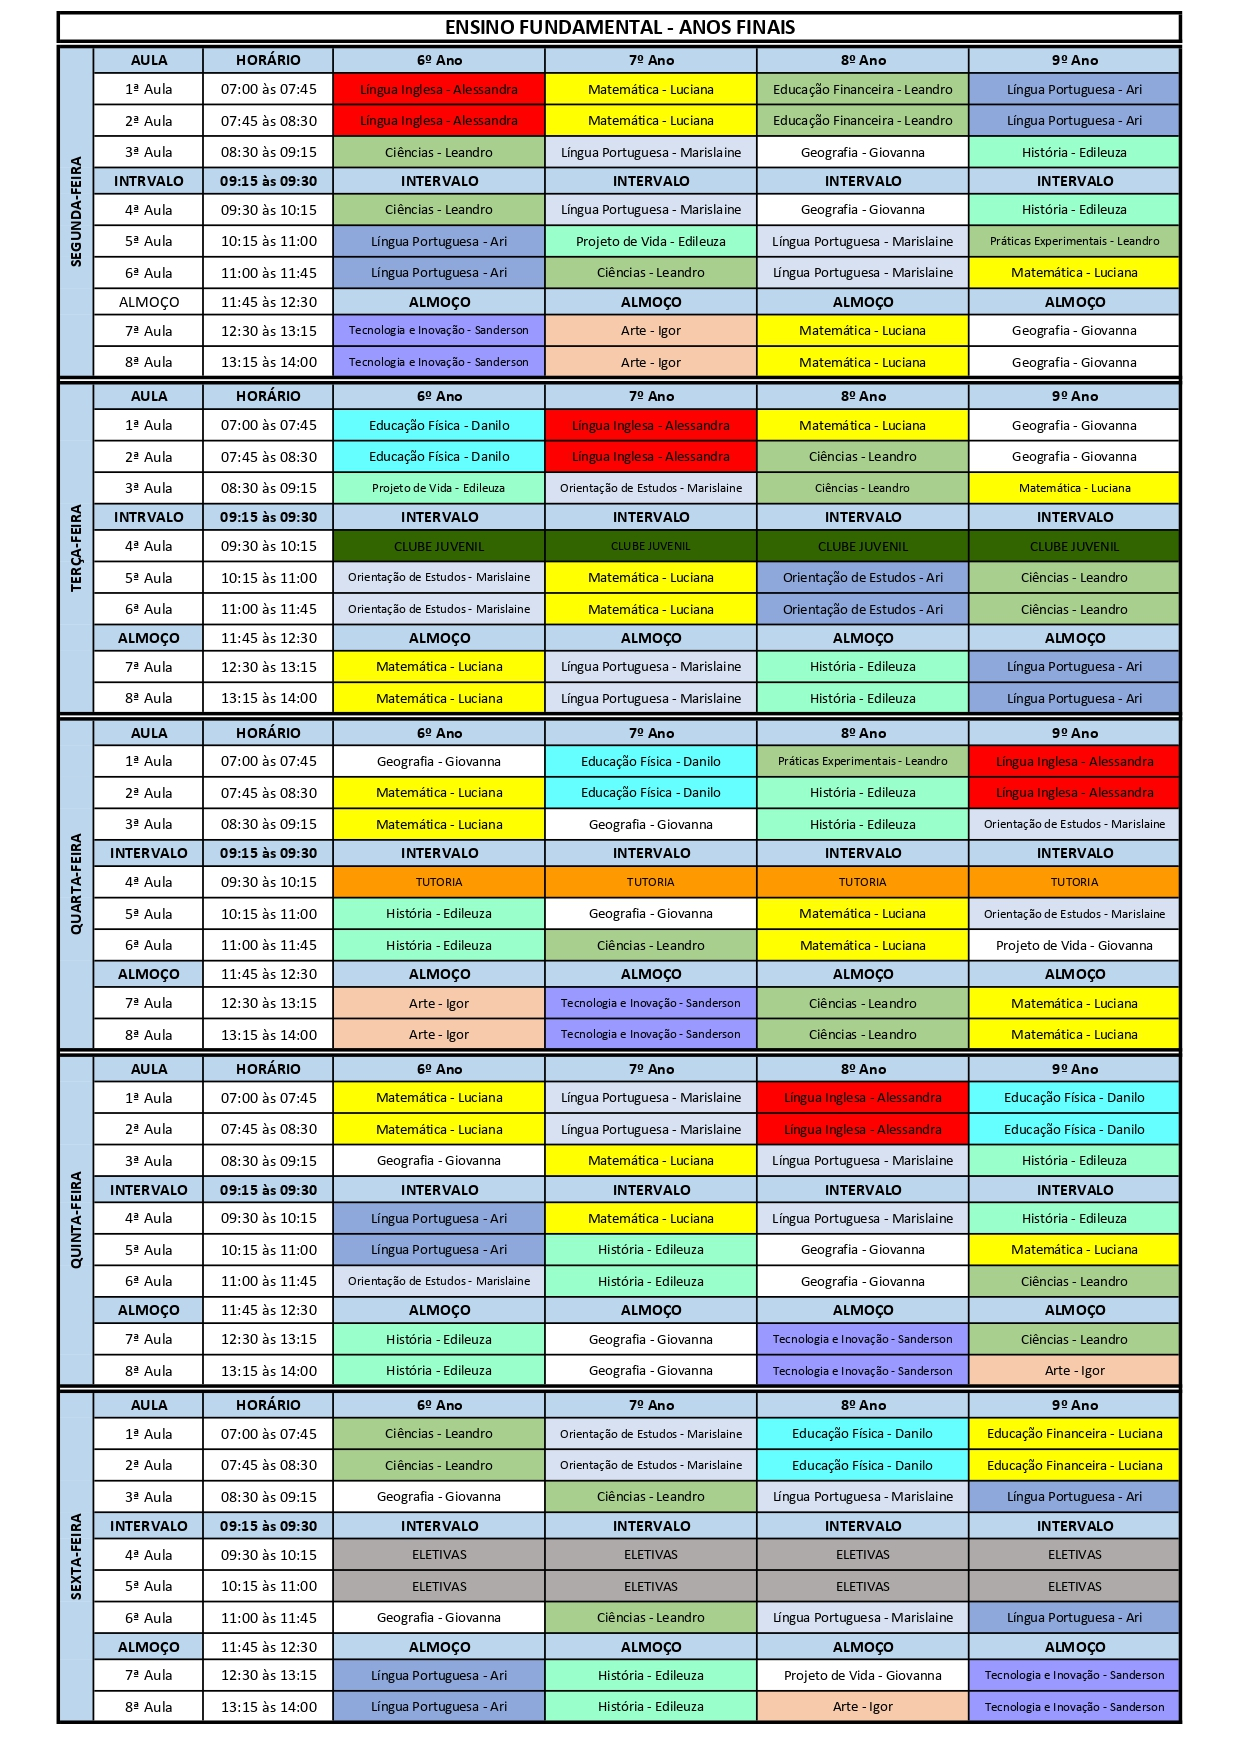 ENSINO FUNDAMENTAL - ANOS FINAIS
SEGUNDA-FEIRA
AULA HORÁRIO 6º Ano 7º Ano 8º Ano 9º Ano
1ª Aula 07:00 às 07:45 Língua Inglesa - Alessandra Matemática - Luciana Educação Financeira - Leandro Língua Portuguesa - Ari
2ª Aula 07:45 às 08:30 Língua Inglesa - Alessandra Matemática - Luciana Educação Financeira - Leandro Língua Portuguesa - Ari
3ª Aula 08:30 às 09:15 Ciências - Leandro Língua Portuguesa - Marislaine Geografia - Giovanna História - Edileuza
INTRVALO 09:15 às 09:30 INTERVALO INTERVALO INTERVALO INTERVALO
4ª Aula 09:30 às 10:15 Ciências - Leandro Língua Portuguesa - Marislaine Geografia - Giovanna História - Edileuza
5ª Aula 10:15 às 11:00 Língua Portuguesa - Ari Projeto de Vida - Edileuza Língua Portuguesa - Marislaine Práticas Experimentais - Leandro
6ª Aula 11:00 às 11:45 Língua Portuguesa - Ari Ciências - Leandro Língua Portuguesa - Marislaine Matemática - Luciana
ALMOÇO 11:45 às 12:30 ALMOÇO ALMOÇO ALMOÇO ALMOÇO
7ª Aula 12:30 às 13:15 Tecnologia e Inovação - Sanderson Arte - Igor Matemática - Luciana Geografia - Giovanna
8ª Aula 13:15 às 14:00 Tecnologia e Inovação - Sanderson Arte - Igor Matemática - Luciana Geografia - Giovanna
TERÇA-FEIRA
AULA HORÁRIO 6º Ano 7º Ano 8º Ano 9º Ano
1ª Aula 07:00 às 07:45 Educação Física - Danilo Língua Inglesa - Alessandra Matemática - Luciana Geografia - Giovanna
2ª Aula 07:45 às 08:30 Educação Física - Danilo Língua Inglesa - Alessandra Ciências - Leandro Geografia - Giovanna
3ª Aula 08:30 às 09:15 Projeto de Vida - Edileuza Orientação de Estudos - Marislaine Ciências - Leandro Matemática - Luciana
INTRVALO 09:15 às 09:30 INTERVALO INTERVALO INTERVALO INTERVALO
4ª Aula 09:30 às 10:15 CLUBE JUVENIL CLUBE JUVENIL CLUBE JUVENIL CLUBE JUVENIL
5ª Aula 10:15 às 11:00 Orientação de Estudos - Marislaine Matemática - Luciana Orientação de Estudos - Ari Ciências - Leandro
6ª Aula 11:00 às 11:45 Orientação de Estudos - Marislaine Matemática - Luciana Orientação de Estudos - Ari Ciências - Leandro
ALMOÇO 11:45 às 12:30 ALMOÇO ALMOÇO ALMOÇO ALMOÇO
7ª Aula 12:30 às 13:15 Matemática - Luciana Língua Portuguesa - Marislaine História - Edileuza Língua Portuguesa - Ari
8ª Aula 13:15 às 14:00 Matemática - Luciana Língua Portuguesa - Marislaine História - Edileuza Língua Portuguesa - Ari
QUARTA-FEIRA
AULA HORÁRIO 6º Ano 7º Ano 8º Ano 9º Ano
1ª Aula 07:00 às 07:45 Geografia - Giovanna Educação Física - Danilo Práticas Experimentais - Leandro Língua Inglesa - Alessandra
2ª Aula 07:45 às 08:30 Matemática - Luciana Educação Física - Danilo História - Edileuza Língua Inglesa - Alessandra
3ª Aula 08:30 às 09:15 Matemática - Luciana Geografia - Giovanna História - Edileuza Orientação de Estudos - Marislaine
INTERVALO 09:15 às 09:30 INTERVALO INTERVALO INTERVALO INTERVALO
4ª Aula 09:30 às 10:15 TUTORIA TUTORIA TUTORIA TUTORIA
5ª Aula 10:15 às 11:00 História - Edileuza Geografia - Giovanna Matemática - Luciana Orientação de Estudos - Marislaine
6ª Aula 11:00 às 11:45 História - Edileuza Ciências - Leandro Matemática - Luciana Projeto de Vida - Giovanna
ALMOÇO 11:45 às 12:30 ALMOÇO ALMOÇO ALMOÇO ALMOÇO
7ª Aula 12:30 às 13:15 Arte - Igor Tecnologia e Inovação - Sanderson Ciências - Leandro Matemática - Luciana
8ª Aula 13:15 às 14:00 Arte - Igor Tecnologia e Inovação - Sanderson Ciências - Leandro Matemática - Luciana
QUINTA-FEIRA
AULA HORÁRIO 6º Ano 7º Ano 8º Ano 9º Ano
1ª Aula 07:00 às 07:45 Matemática - Luciana Língua Portuguesa - Marislaine Língua Inglesa - Alessandra Educação Física - Danilo
2ª Aula 07:45 às 08:30 Matemática - Luciana Língua Portuguesa - Marislaine Língua Inglesa - Alessandra Educação Física - Danilo
3ª Aula 08:30 às 09:15 Geografia - Giovanna Matemática - Luciana Língua Portuguesa - Marislaine História - Edileuza
INTERVALO 09:15 às 09:30 INTERVALO INTERVALO INTERVALO INTERVALO
4ª Aula 09:30 às 10:15 Língua Portuguesa - Ari Matemática - Luciana Língua Portuguesa - Marislaine História - Edileuza
5ª Aula 10:15 às 11:00 Língua Portuguesa - Ari História - Edileuza Geografia - Giovanna Matemática - Luciana
6ª Aula 11:00 às 11:45 Orientação de Estudos - Marislaine História - Edileuza Geografia - Giovanna Ciências - Leandro
ALMOÇO 11:45 às 12:30 ALMOÇO ALMOÇO ALMOÇO ALMOÇO
7ª Aula 12:30 às 13:15 História - Edileuza Geografia - Giovanna Tecnologia e Inovação - Sanderson Ciências - Leandro
8ª Aula 13:15 às 14:00 História - Edileuza Geografia - Giovanna Tecnologia e Inovação - Sanderson Arte - Igor
SEXTA-FEIRA
AULA HORÁRIO 6º Ano 7º Ano 8º Ano 9º Ano
1ª Aula 07:00 às 07:45 Ciências - Leandro Orientação de Estudos - Marislaine Educação Física - Danilo Educação Financeira - Luciana
2ª Aula 07:45 às 08:30 Ciências - Leandro Orientação de Estudos - Marislaine Educação Física - Danilo Educação Financeira - Luciana
3ª Aula 08:30 às 09:15 Geografia - Giovanna Ciências - Leandro Língua Portuguesa - Marislaine Língua Portuguesa - Ari
INTERVALO 09:15 às 09:30 INTERVALO INTERVALO INTERVALO INTERVALO
4ª Aula 09:30 às 10:15 ELETIVAS ELETIVAS ELETIVAS ELETIVAS
5ª Aula 10:15 às 11:00 ELETIVAS ELETIVAS ELETIVAS ELETIVAS
6ª Aula 11:00 às 11:45 Geografia - Giovanna Ciências - Leandro Língua Portuguesa - Marislaine Língua Portuguesa - Ari
ALMOÇO 11:45 às 12:30 ALMOÇO ALMOÇO ALMOÇO ALMOÇO
7ª Aula 12:30 às 13:15 Língua Portuguesa - Ari História - Edileuza Projeto de Vida - Giovanna Tecnologia e Inovação - Sanderson
8ª Aula 13:15 às 14:00 Língua Portuguesa - Ari História - Edileuza Arte - Igor Tecnologia e Inovação - Sanderson